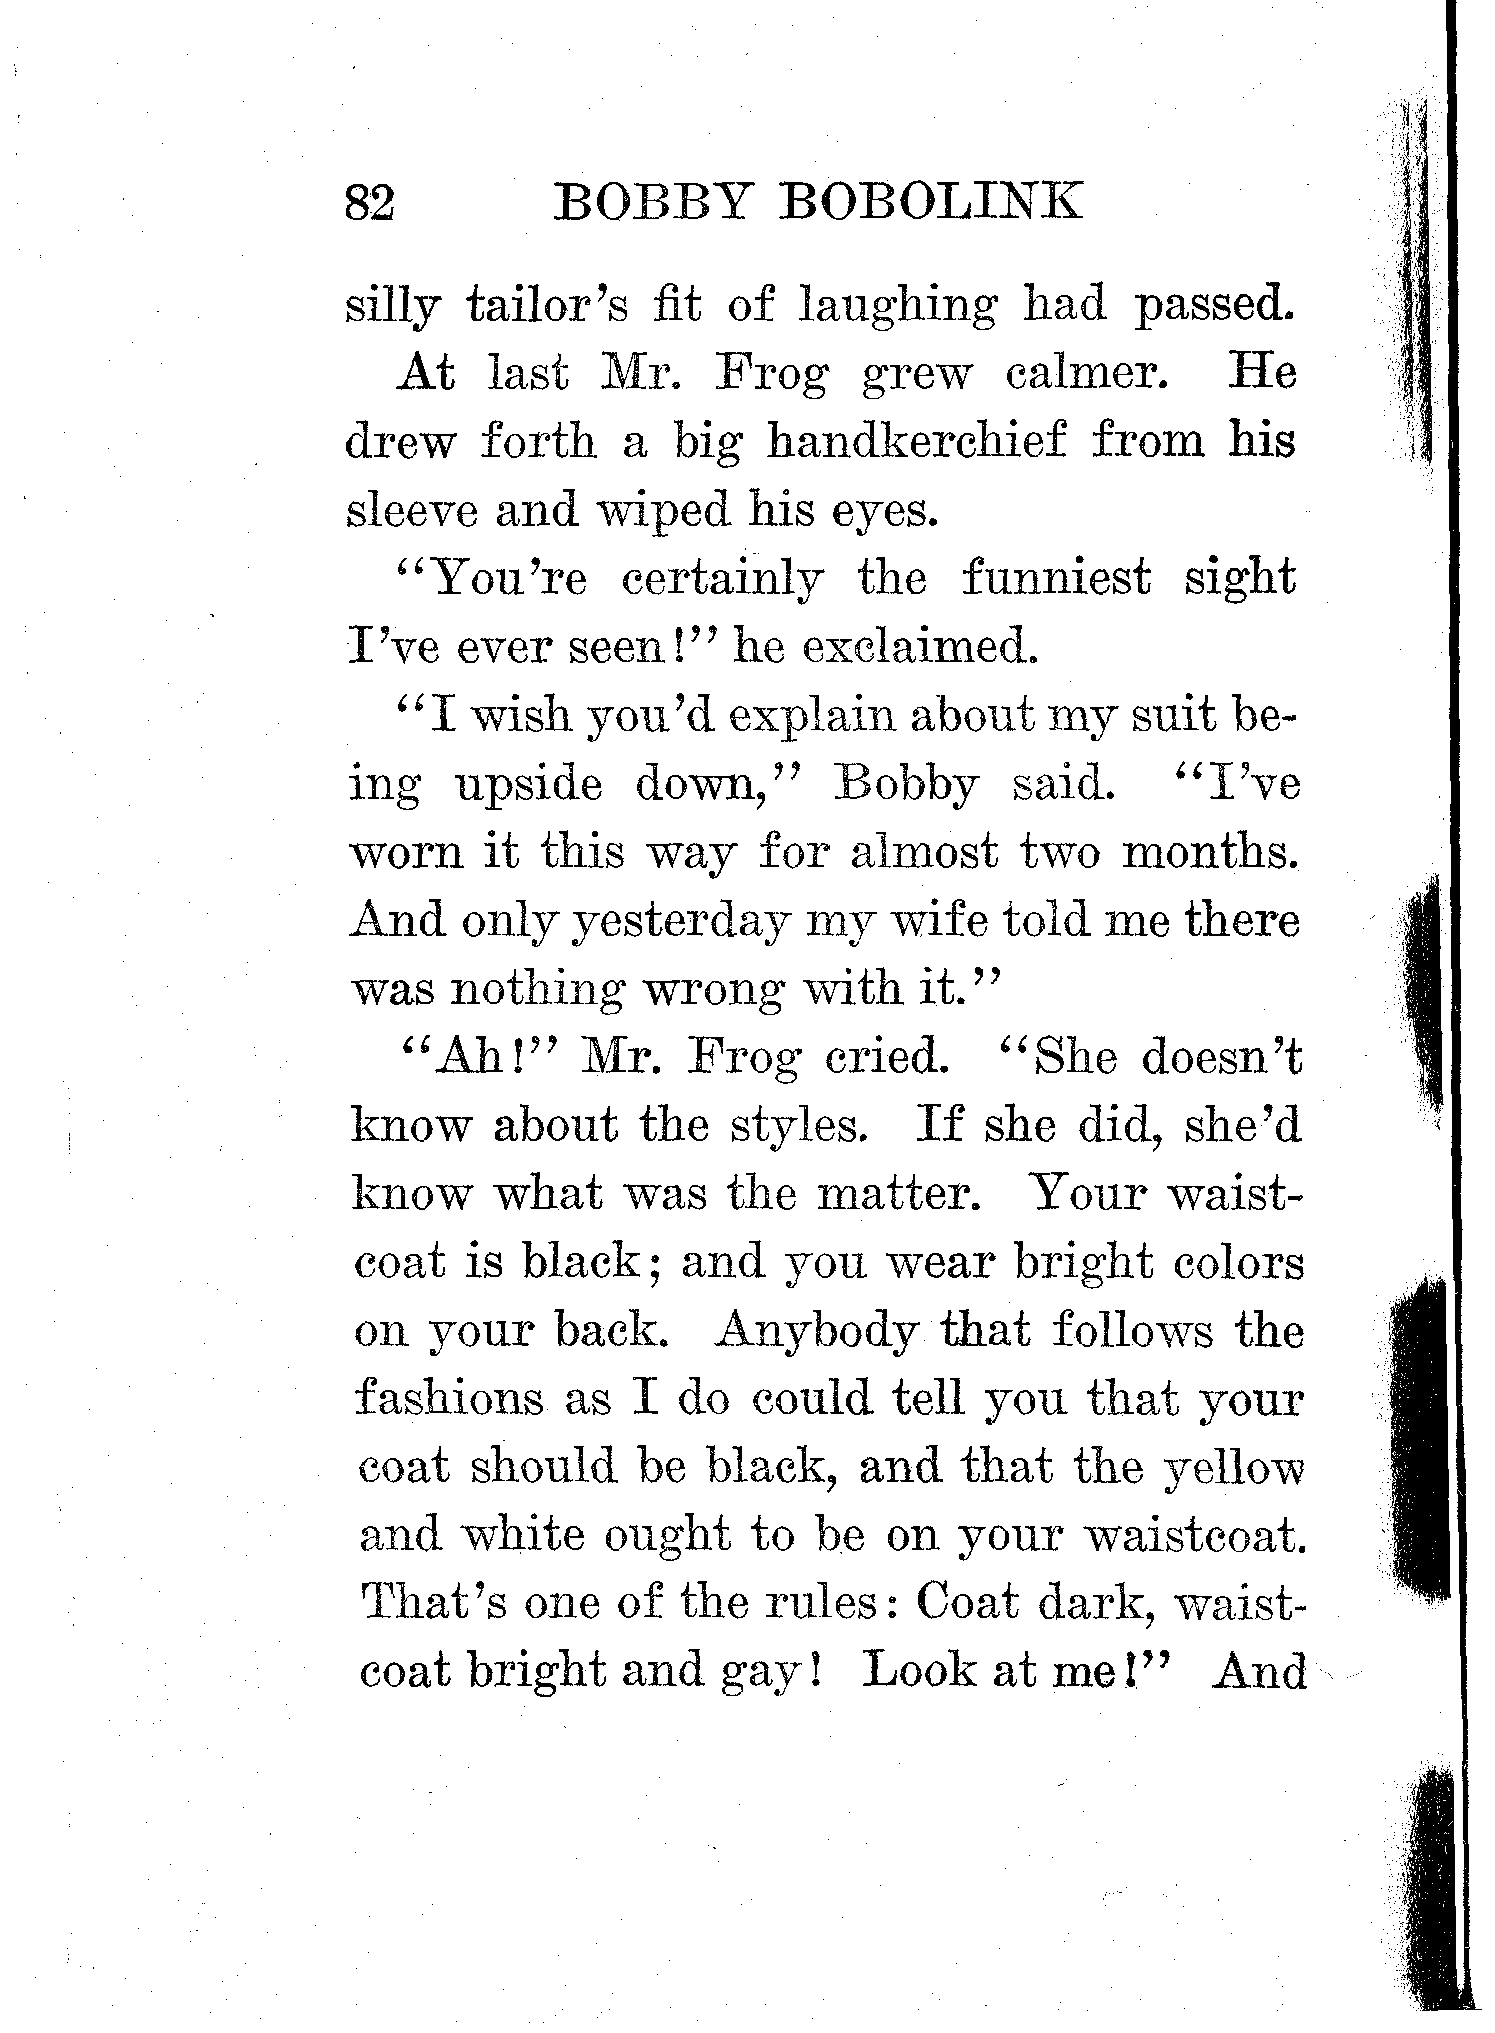 82 BOBBY BOBOLINK
silly tailor's fit of laughing had passed.
At last Mr. Frog grew calmer. He
drew forth a big handkerchief from his
sleeve and wiped his eyes.
"You're certainly the funniest sight
I've ever seen!" he exclaimed.
"I wish you'd explain about my suit be-
ing upside down," Bobby said. "I've
worn it this way for almost two months.
And only yesterday my wife told me there
was nothing wrong with it."
"Ah!" Mr. Frog cried. "She doesn't
know about the styles. If she did, she'd
know what was the matter. Your waist-
coat is black; and you wear bright colors
on your back. Anybody that follows the
fashions as I do could tell you that your
coat should be black, and that the yellow
and white ought to be on your waistcoat.
That's one of the rules: Coat dark, waist-
coat bright and gay! Look at me!" And